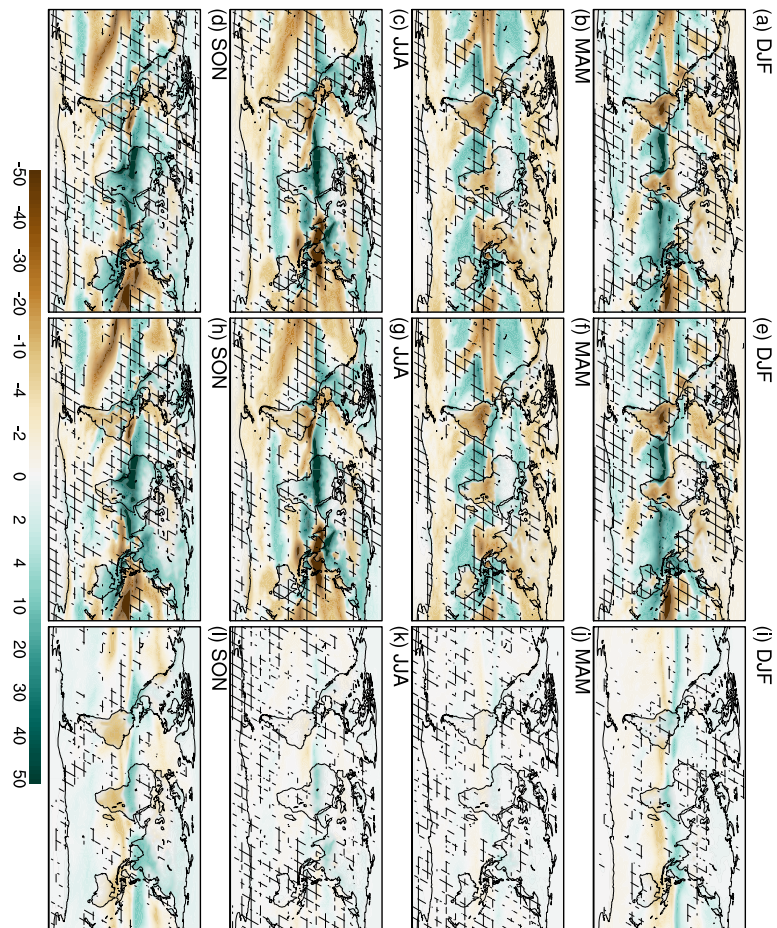 (a) DJF
(e) DJF
(i) DJF
(b) MAM
(f) MAM
(j) MAM
(c) JJA
(g) JJA
(k) JJA
(d) SON
(h) SON
(l) SON
-50 -40 -30 -20 -10 -4 -2 0 2 4 10 20 30 40 50